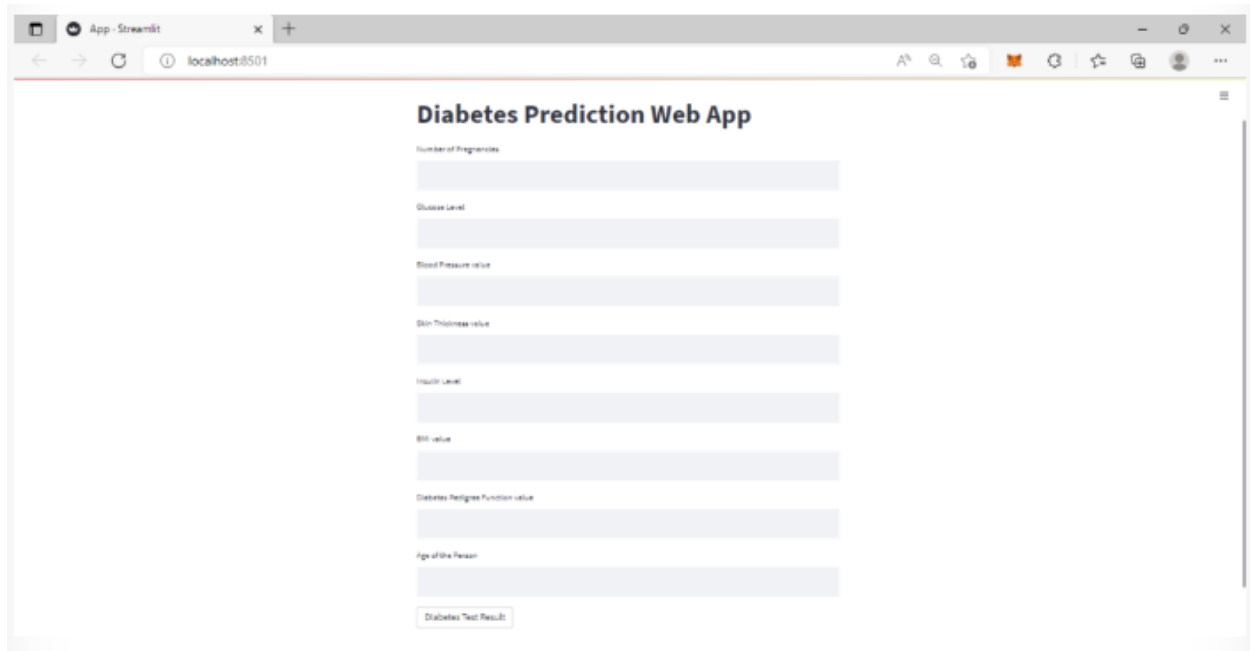 App · Streamlit
localhost:8501
Diabetes Prediction Web App
Number of Pregnancies
Glucose Level
Blood Pressure value
Skin Thickness value
Insulin Level
BMI value
Diabetes Pedigree Function value
Age of the Person
Diabetes Test Result